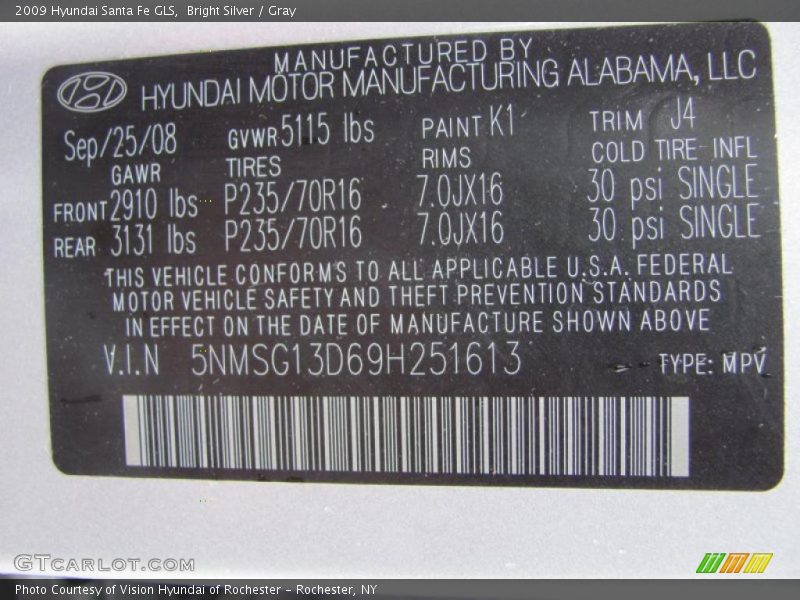 2009 Hyundai Santa Fe GLS, Bright Silver / Gray
MANUFACTURED BY
HYUNDAI MOTOR MANUFACTURING ALABAMA, LLC
Sep/25/08 GVWR 5115 lbs PAINT K1 TRIM J4
GAWR TIRES RIMS COLD TIRE INFL
FRONT 2910 lbs P235/70R16 7.0JX16 30 psi SINGLE
REAR 3131 lbs P235/70R16 7.0JX16 30 psi SINGLE
THIS VEHICLE CONFORMS TO ALL APPLICABLE U.S.A. FEDERAL
MOTOR VEHICLE SAFETY AND THEFT PREVENTION STANDARDS
IN EFFECT ON THE DATE OF MANUFACTURE SHOWN ABOVE
V.I.N 5NMSG13D69H251613 TYPE: MPV
GTCARLOT.COM
Photo Courtesy of Vision Hyundai of Rochester - Rochester, NY